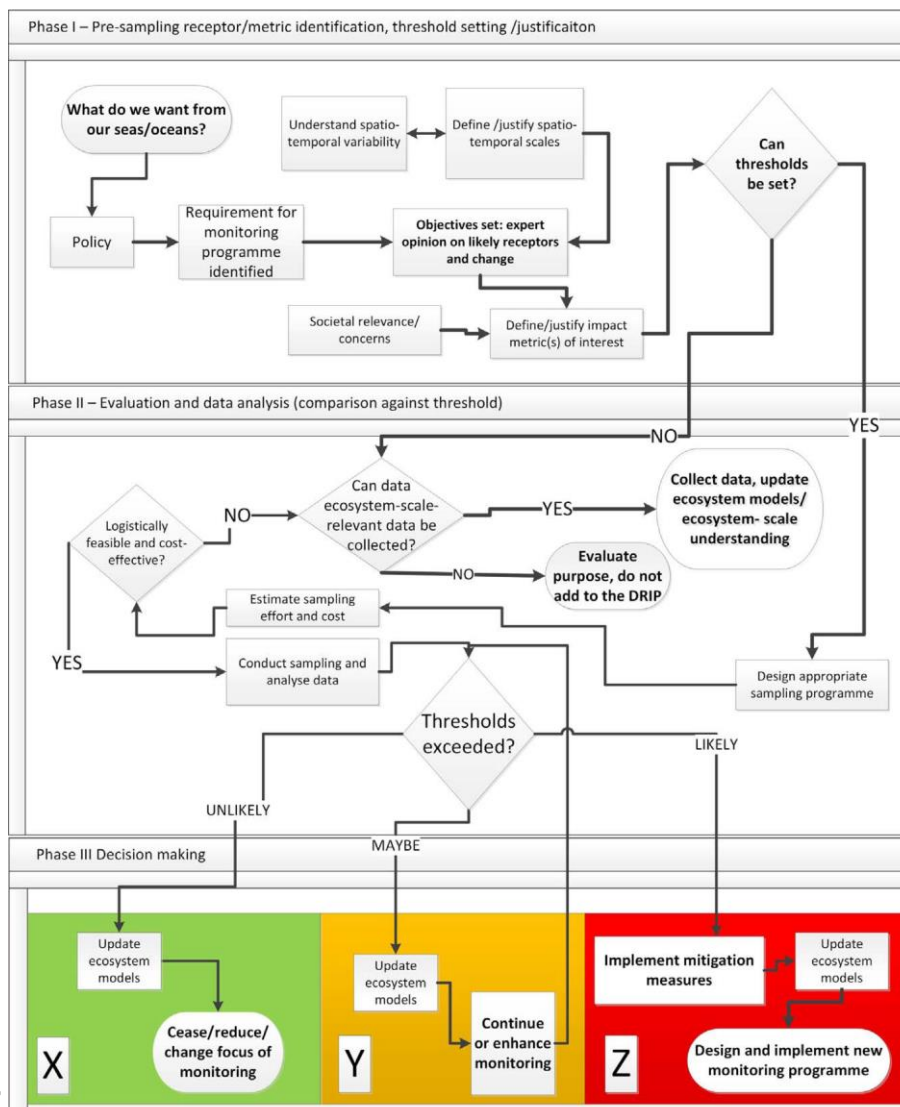 Phase I – Pre-sampling receptor/metric identification, threshold setting /justificaiton
What do we want from
our seas/oceans?
Understand spatio-
temporal variability
Define /justify spatio-
temporal scales
Can
thresholds
be set?
Policy
Requirement for
monitoring
programme
identified
Objectives set: expert
opinion on likely receptors
and change
Societal relevance/
concerns
Define/justify impact
metric(s) of interest
Phase II – Evaluation and data analysis (comparison against threshold)
NO
YES
Can data
ecosystem-scale-
relevant data be
collected?
YES
Collect data, update
ecosystem models/
ecosystem- scale
understanding
Logistically
feasible and cost-
effective?
NO
NO
Evaluate
purpose, do not
add to the DRIP
Estimate sampling
effort and cost
YES
Conduct sampling and
analyse data
Design appropriate
sampling programme
Thresholds
exceeded?
LIKELY
UNLIKELY
MAYBE
Phase III Decision making
Update
ecosystem
models
Cease/reduce/
change focus of
monitoring
X
Update
ecosystem
models
Continue
or enhance
monitoring
Y
Implement mitigation
measures
Update
ecosystem
models
Design and implement new
monitoring programme
Z